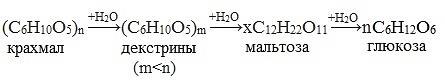 (C6H10O5)n +H2O→ (C6H10O5)m +H2O→ xC12H22O11 +H2O→ nC6H12O6
крахмал декстрины мальтоза глюкоза
(m<n)